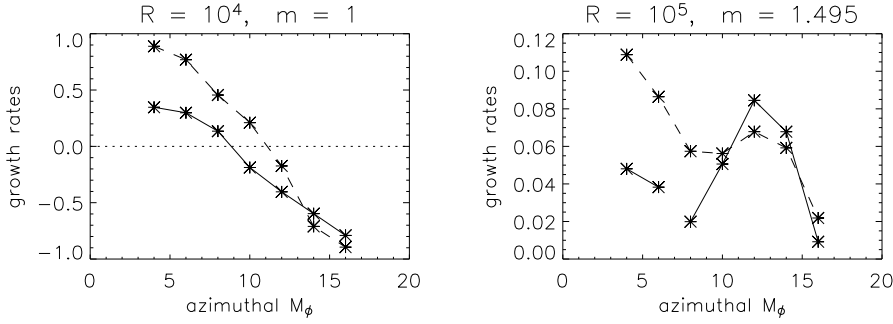 R = 10⁴, m = 1
growth rates
1.0
0.5
0.0
−0.5
−1.0
0 5 10 15 20
azimuthal M_ϕ
R = 10⁵, m = 1.495
growth rates
0.12
0.10
0.08
0.06
0.04
0.02
0.00
0 5 10 15 20
azimuthal M_ϕ